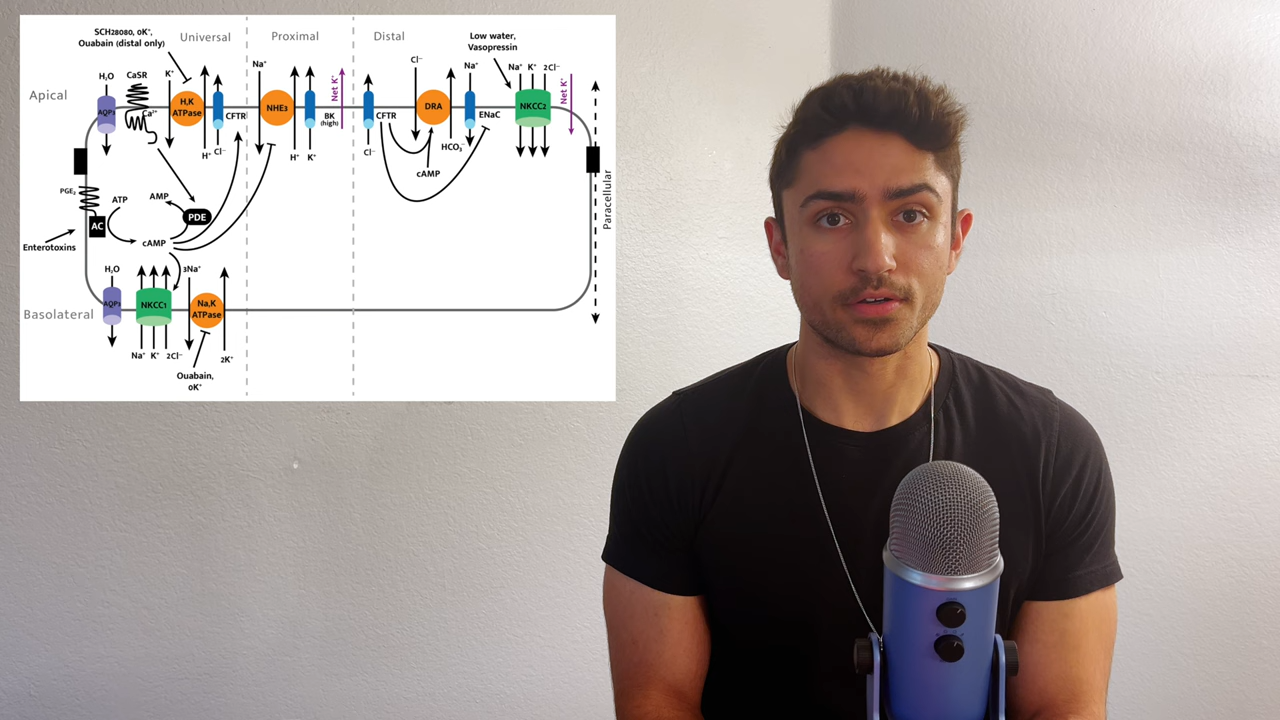 SCH28080, 0K⁺,
Ouabain (distal only)
Universal
Proximal
Distal
Low water,
Vasopressin
Apical
H₂O
CaSR
K⁺
Na⁺
Cl⁻
Na⁺
Na⁺ K⁺ 2Cl⁻
Net K⁺
Net K⁺
AQP3
Ca²⁺
H,K
ATPase
CFTR
NHE3
BK
(high)
CFTR
DRA
ENaC
NKCC2
H⁺ Cl⁻
H⁺ K⁺
Cl⁻
HCO₃⁻
cAMP
Paracellular
PGE₂
ATP
AMP
PDE
AC
Enterotoxins
cAMP
H₂O
3Na⁺
AQP3
NKCC1
Na,K
ATPase
Basolateral
Na⁺ K⁺ 2Cl⁻
2K⁺
Ouabain,
0K⁺